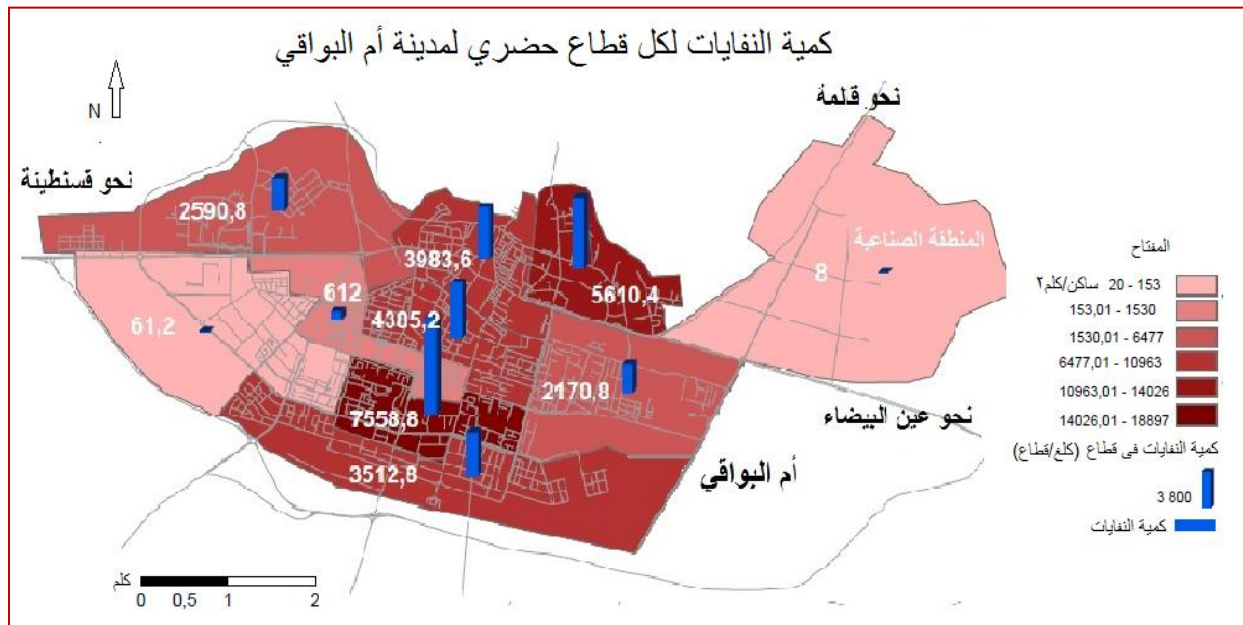 كمية النفايات لكل قطاع حضري لمدينة أم البواقي
N
نحو قالمة
نحو قسنطينة
2590,8
3983,6
5610,4
المنطقة الصناعية
8
612
4305,2
61,2
2170,8
7558,8
3512,8
نحو عين البيضاء
أم البواقي
المفتاح
20 - 153 ساكن/كلم٢
153,01 - 1530
1530,01 - 6477
6477,01 - 10963
10963,01 - 14026
14026,01 - 18897
كمية النفايات في قطاع (كلغ/قطاع)
3 800
كمية النفايات
كلم
0 0,5 1 2